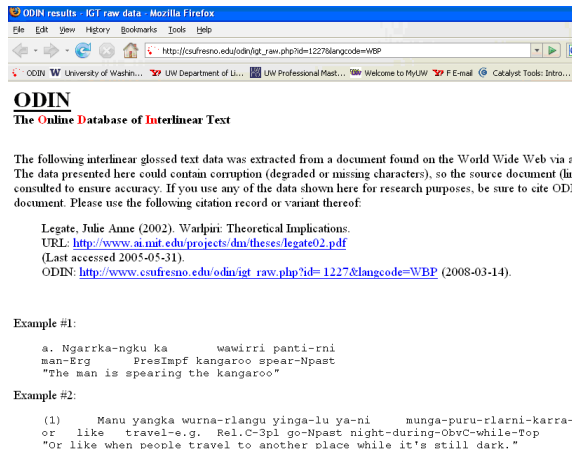 ODIN results - IGT raw data - Mozilla Firefox
File Edit View History Bookmarks Tools Help
http://csufresno.edu/odin/igt_raw.php?id=1227&langcode=WBP
ODIN University of Washin... UW Department of Li... UW Professional Mast... Welcome to MyUW F E-mail Catalyst Tools: Intro...
ODIN
The Online Database of Interlinear Text
The following interlinear glossed text data was extracted from a document found on the World Wide Web via a
The data presented here could contain corruption (degraded or missing characters), so the source document (lin
consulted to ensure accuracy. If you use any of the data shown here for research purposes, be sure to cite ODI
document. Please use the following citation record or variant thereof:
Legate, Julie Anne (2002). Warlpiri: Theoretical Implications.
URL: http://www.ai.mit.edu/projects/dm/theses/legate02.pdf
(Last accessed 2005-05-31).
ODIN: http://www.csufresno.edu/odin/igt_raw.php?id= 1227&langcode=WBP (2008-03-14).
Example #1:
a. Ngarrka-ngku ka wawirri panti-rni
man-Erg PresImpf kangaroo spear-Npast
"The man is spearing the kangaroo"
Example #2:
(1) Manu yangka wurna-rlangu yinga-lu ya-ni munga-puru-rlarni-karra-
or like travel-e.g. Rel.C-3pl go-Npast night-during-ObvC-while-Top
"Or like when people travel to another place while it's still dark."